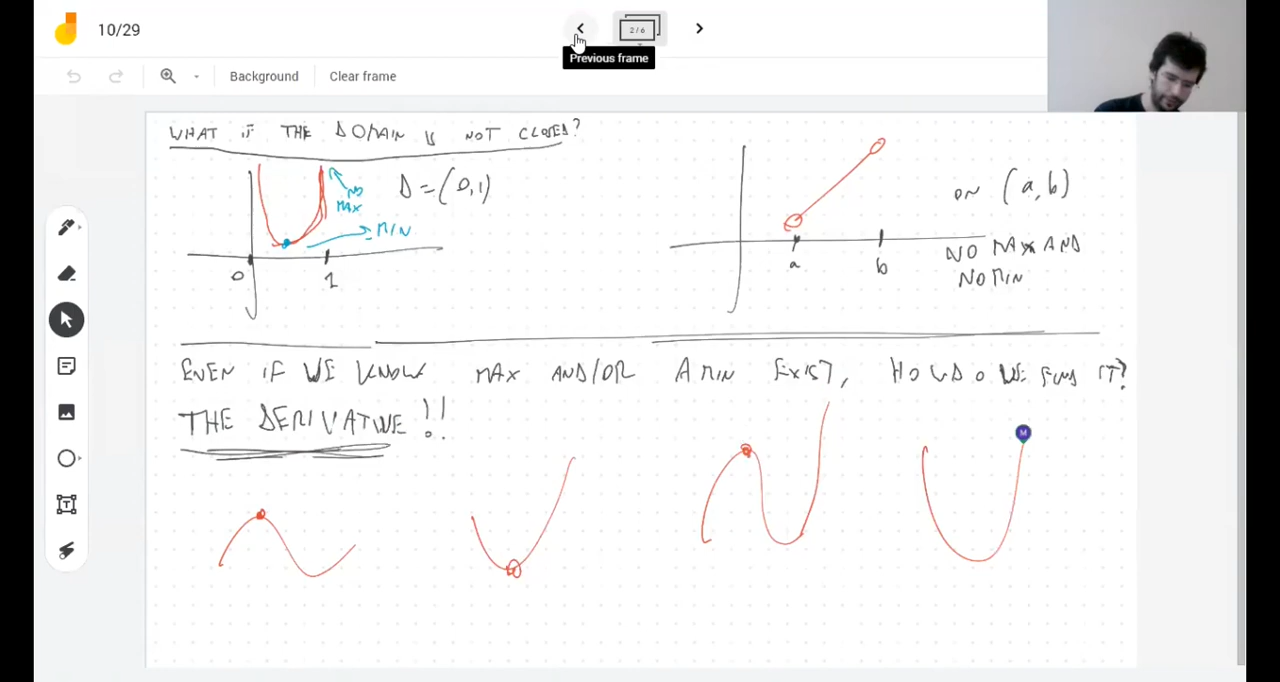 10/29
2/6
Previous frame
Background
Clear frame
WHAT IF THE DOMAIN IS NOT CLOSED?
D=(0,1)
NO
MAX
MIN
0
1
ON (a,b)
a
b
NO MAX AND
NO MIN
EVEN IF WE KNOW MAX AND/OR A MIN EXIST, HOW DO WE FIND IT?
THE DERIVATIVE!!
M